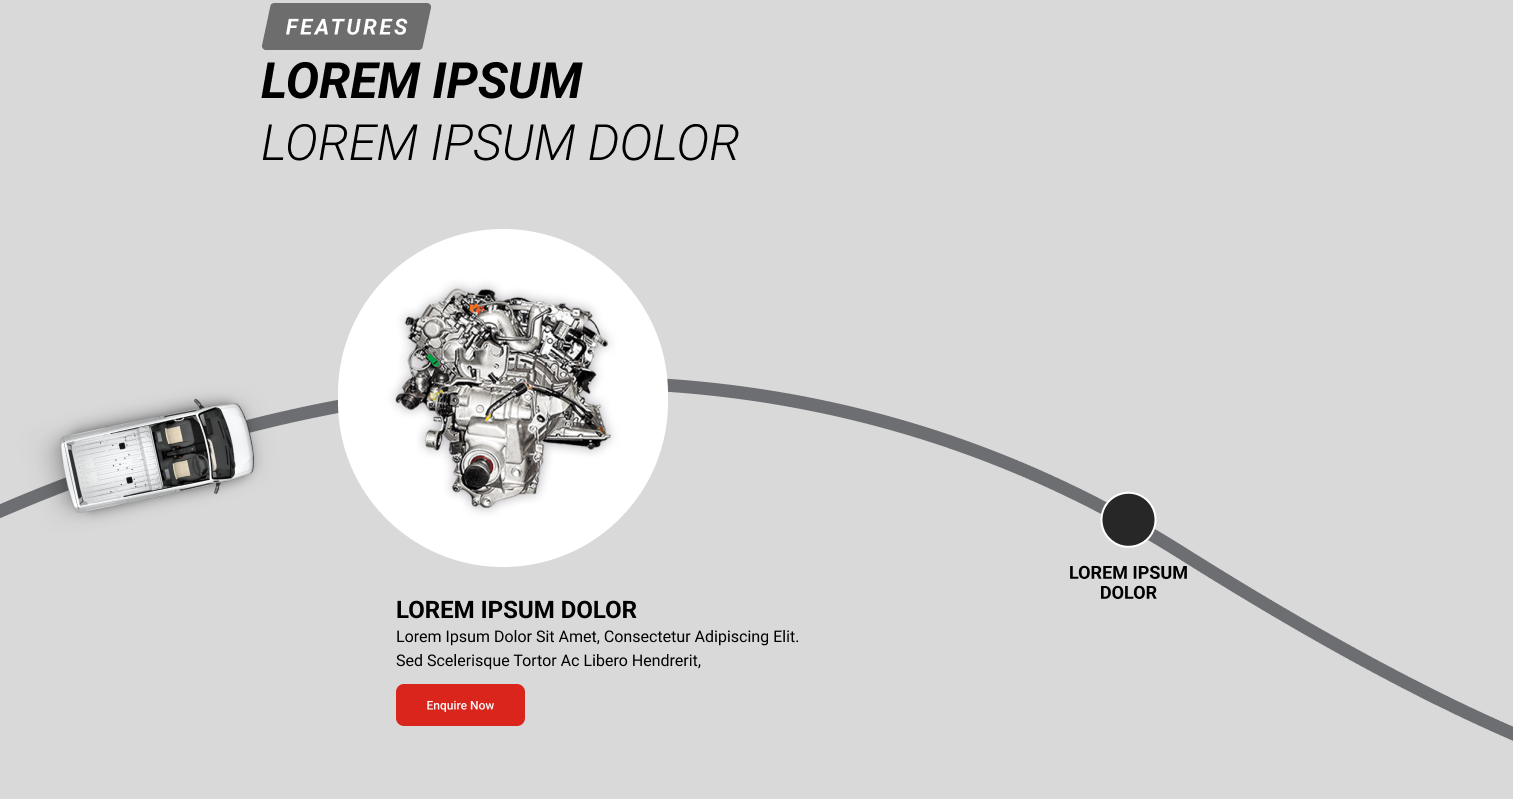 FEATURES
LOREM IPSUM
LOREM IPSUM DOLOR
LOREM IPSUM
DOLOR
LOREM IPSUM DOLOR
Lorem Ipsum Dolor Sit Amet, Consectetur Adipiscing Elit.
Sed Scelerisque Tortor Ac Libero Hendrerit,
Enquire Now